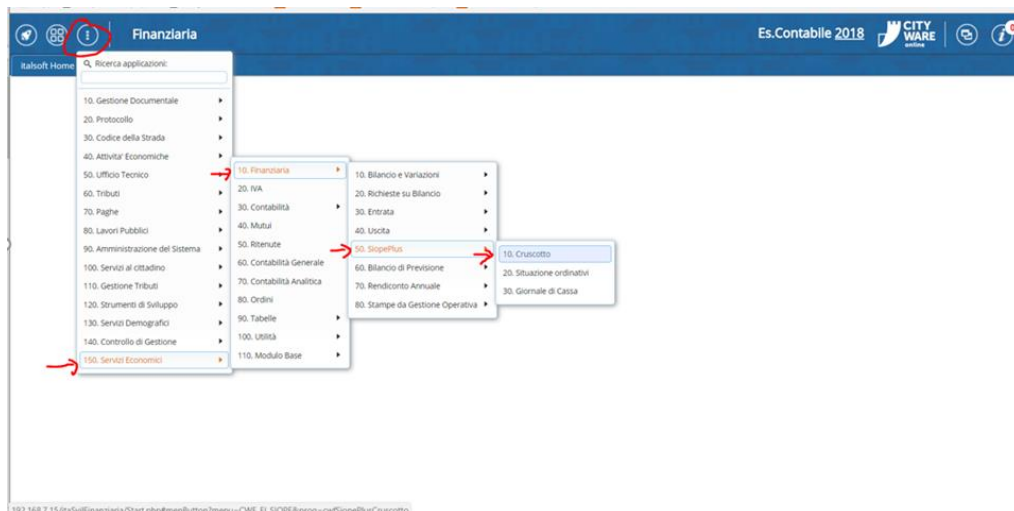 Finanziaria
Es.Contabile 2018
CITY
WARE
online
italsoft Home
Ricerca applicazioni:
10. Gestione Documentale
20. Protocollo
30. Codice della Strada
40. Attivita' Economiche
50. Ufficio Tecnico
60. Tributi
70. Paghe
80. Lavori Pubblici
90. Amministrazione del Sistema
100. Servizi al cittadino
110. Gestione Tributi
120. Strumenti di Sviluppo
130. Servizi Demografici
140. Controllo di Gestione
150. Servizi Economici
10. Finanziaria
20. IVA
30. Contabilità
40. Mutui
50. Ritenute
60. Contabilità Generale
70. Contabilità Analitica
80. Ordini
90. Tabelle
100. Utilità
110. Modulo Base
10. Bilancio e Variazioni
20. Richieste su Bilancio
30. Entrata
40. Uscita
50. SiopePlus
60. Bilancio di Previsione
70. Rendiconto Annuale
80. Stampe da Gestione Operativa
10. Cruscotto
20. Situazione ordinativi
30. Giornale di Cassa